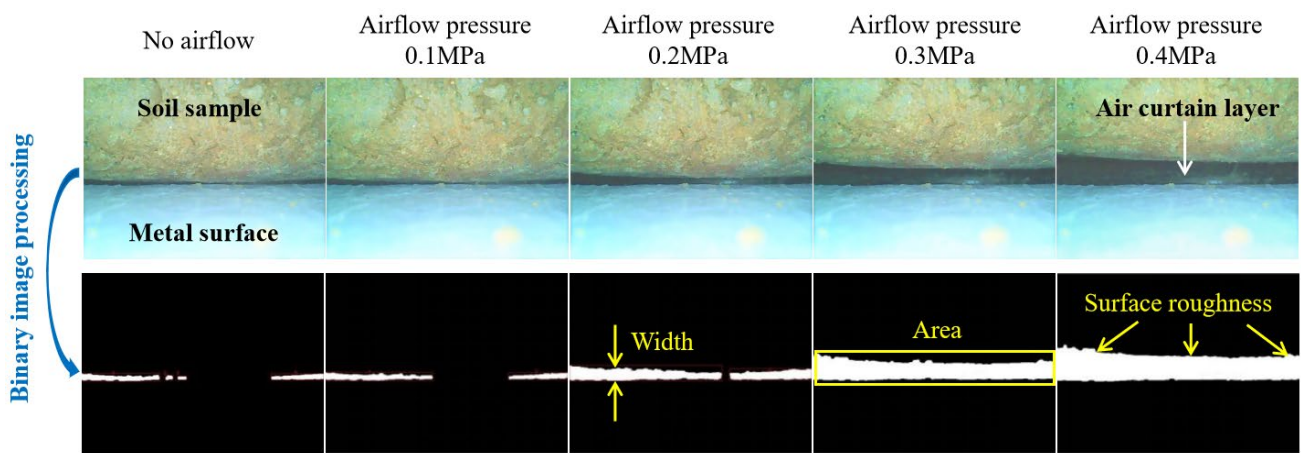 No airflow
Airflow pressure
0.1MPa
Airflow pressure
0.2MPa
Airflow pressure
0.3MPa
Airflow pressure
0.4MPa
Soil sample
Air curtain layer
Metal surface
Binary image processing
Width
Area
Surface roughness